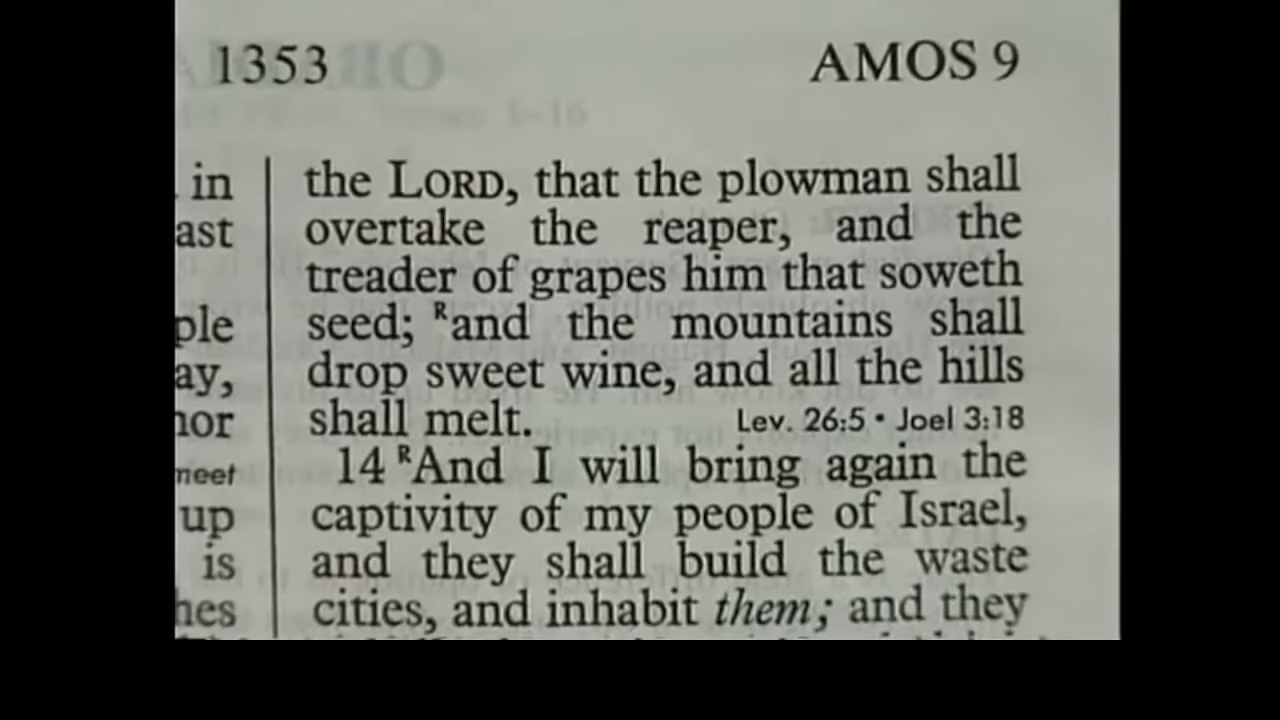 1353 AMOS 9
in
ast
ple
ay,
nor
meet
up
is
hes
the LORD, that the plowman shall
overtake the reaper, and the
treader of grapes him that soweth
seed; ᴿand the mountains shall
drop sweet wine, and all the hills
shall melt. Lev. 26:5 • Joel 3:18
14 ᴿAnd I will bring again the
captivity of my people of Israel,
and they shall build the waste
cities, and inhabit them; and they